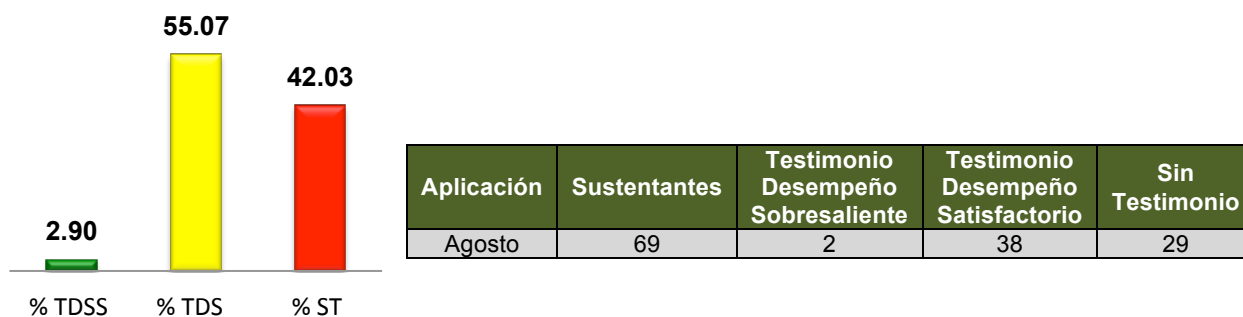 55.07
42.03
2.90
% TDSS % TDS % ST
Aplicación Sustentantes Testimonio Desempeño Sobresaliente Testimonio Desempeño Satisfactorio Sin Testimonio
Agosto 69 2 38 29